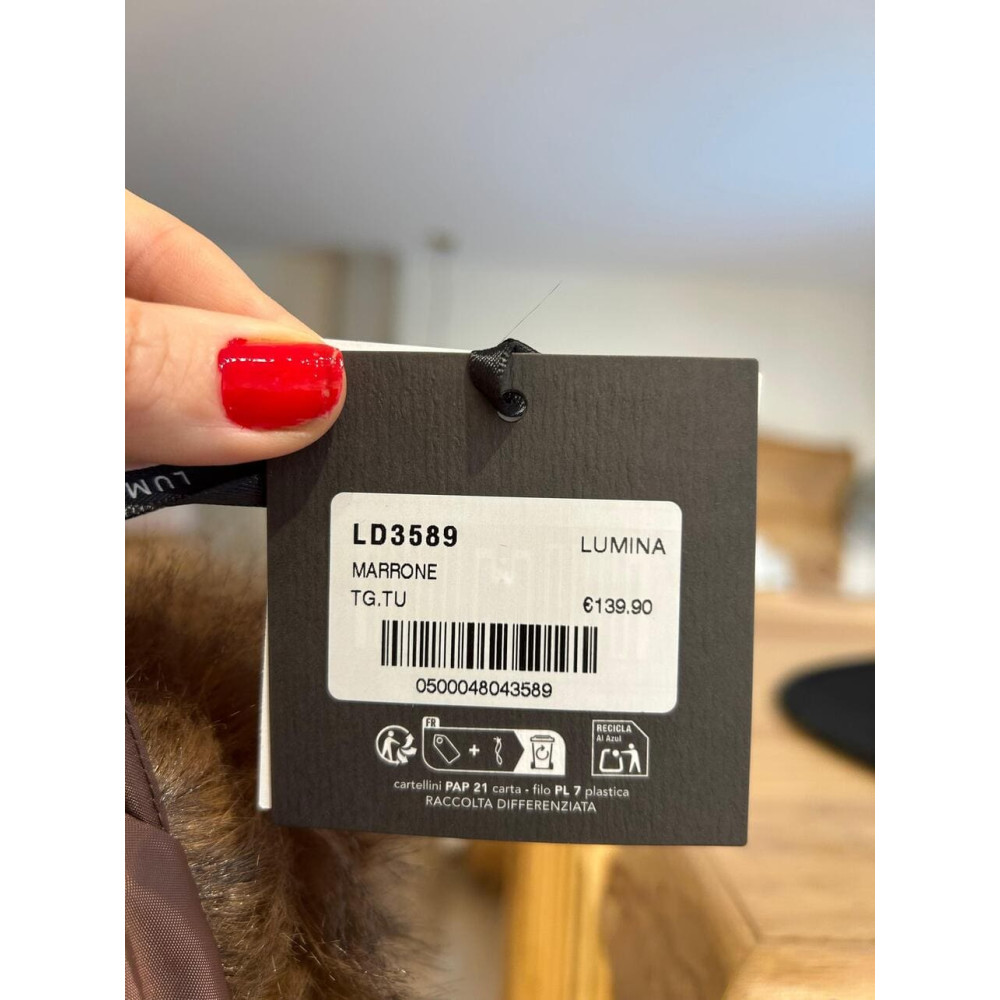 LUM
LD3589
LUMINA
MARRONE
TG.TU
€139.90
0500048043589
FR
RECICLA
Al Azul
cartellini PAP 21 carta - filo PL 7 plastica
RACCOLTA DIFFERENZIATA